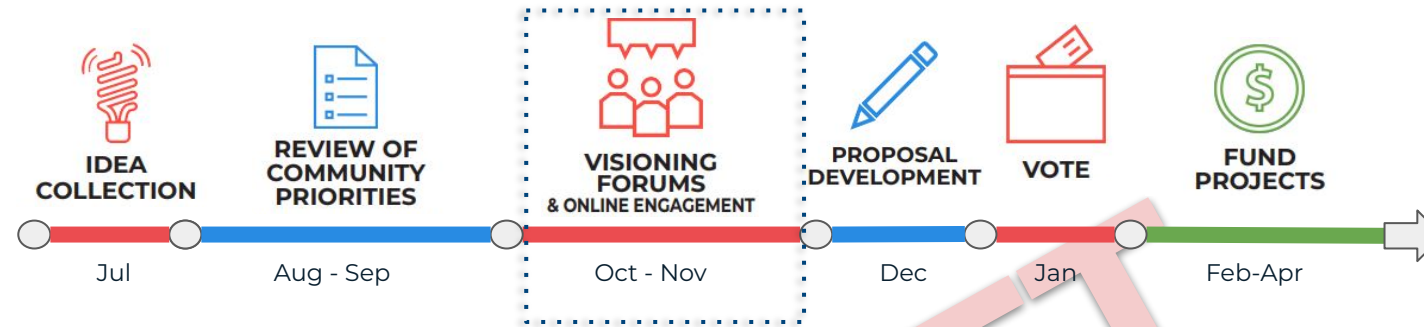 IDEA
COLLECTION
REVIEW OF
COMMUNITY
PRIORITIES
VISIONING
FORUMS
& ONLINE ENGAGEMENT
PROPOSAL
DEVELOPMENT
VOTE
FUND
PROJECTS
$
Jul
Aug - Sep
Oct - Nov
Dec
Jan
Feb-Apr